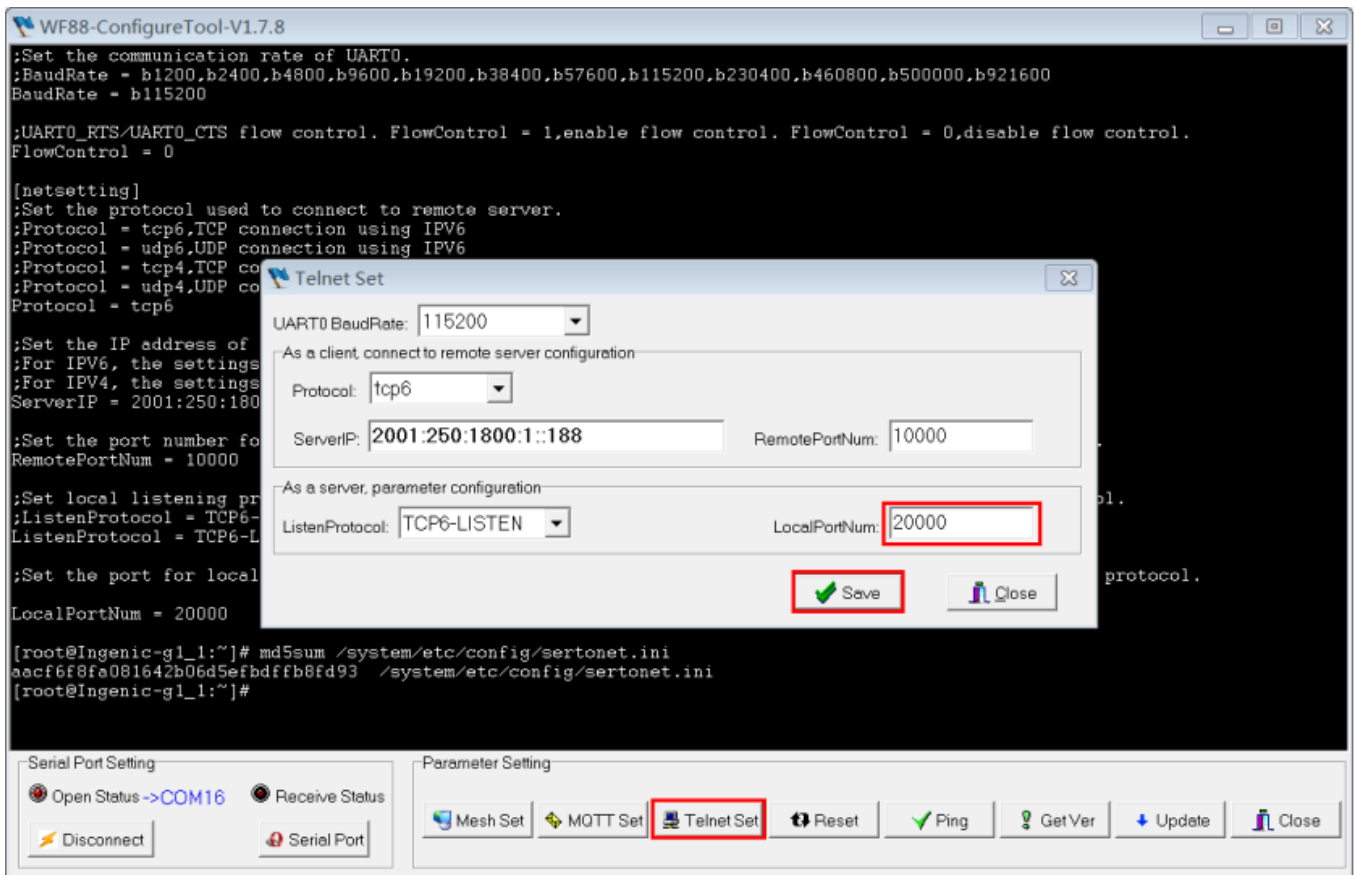 WF88-ConfigureTool-V1.7.8
;Set the communication rate of UART0.
;BaudRate = b1200,b2400,b4800,b9600,b19200,b38400,b57600,b115200,b230400,b460800,b500000,b921600
BaudRate = b115200
;UART0_RTS/UART0_CTS flow control. FlowControl = 1,enable flow control. FlowControl = 0,disable flow control.
FlowControl = 0
[netsetting]
;Set the protocol used to connect to remote server.
;Protocol = tcp6,TCP connection using IPV6
;Protocol = udp6,UDP connection using IPV6
;Protocol = tcp4,TCP co
;Protocol = udp4,UDP co
Protocol = tcp6
;Set the IP address of
;For IPV6, the settings
;For IPV4, the settings
ServerIP = 2001:250:180
;Set the port number fo
RemotePortNum = 10000
;Set local listening pr ol.
;ListenProtocol = TCP6-
ListenProtocol = TCP6-L
;Set the port for local protocol.
LocalPortNum = 20000
Telnet Set
UART0 BaudRate: 115200
As a client, connect to remote server configuration
Protocol: tcp6
ServerIP: 2001:250:1800:1::188 RemotePortNum: 10000
As a server, parameter configuration
ListenProtocol: TCP6-LISTEN LocalPortNum: 20000
Save Close
[root@Ingenic-g1_1:~]# md5sum /system/etc/config/sertonet.ini
aacf6f8fa081642b06d5efbdffb8fd93 /system/etc/config/sertonet.ini
[root@Ingenic-g1_1:~]#
Serial Port Setting
Open Status ->COM16 Receive Status
Disconnect Serial Port
Parameter Setting
Mesh Set MQTT Set Telnet Set Reset Ping Get Ver Update Close